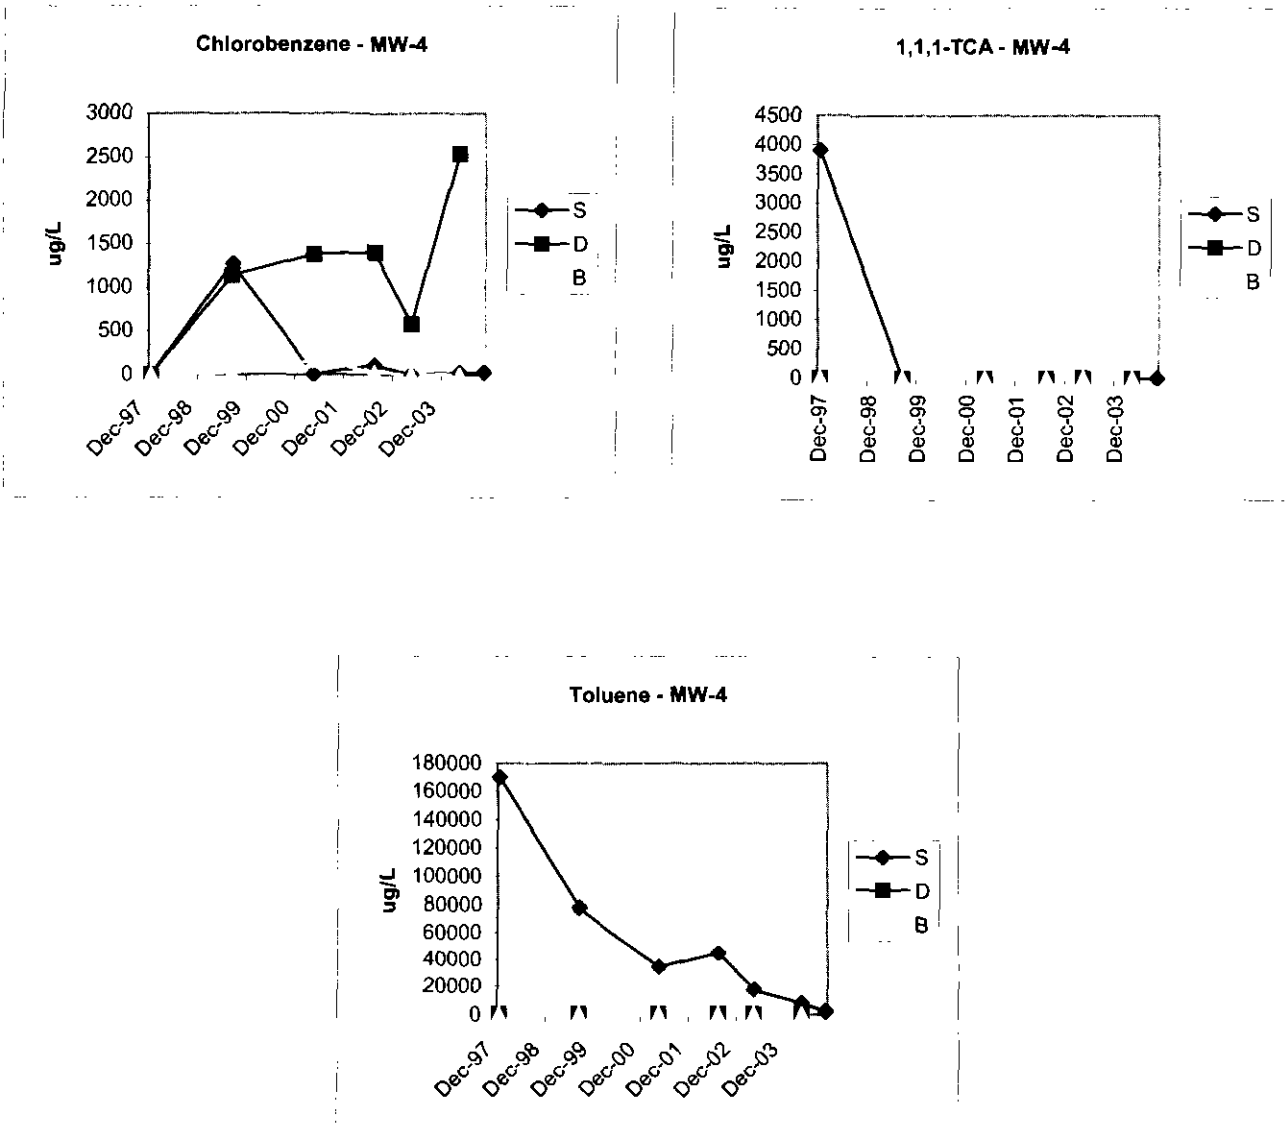 Chlorobenzene - MW-4
3000
2500
2000
1500
1000
500
0
ug/L
Dec-97
Dec-98
Dec-99
Dec-00
Dec-01
Dec-02
Dec-03
S
D
B
1,1,1-TCA - MW-4
4500
4000
3500
3000
2500
2000
1500
1000
500
0
ug/L
Dec-97
Dec-98
Dec-99
Dec-00
Dec-01
Dec-02
Dec-03
S
D
B
Toluene - MW-4
180000
160000
140000
120000
100000
80000
60000
40000
20000
0
ug/L
Dec-97
Dec-98
Dec-99
Dec-00
Dec-01
Dec-02
Dec-03
S
D
B